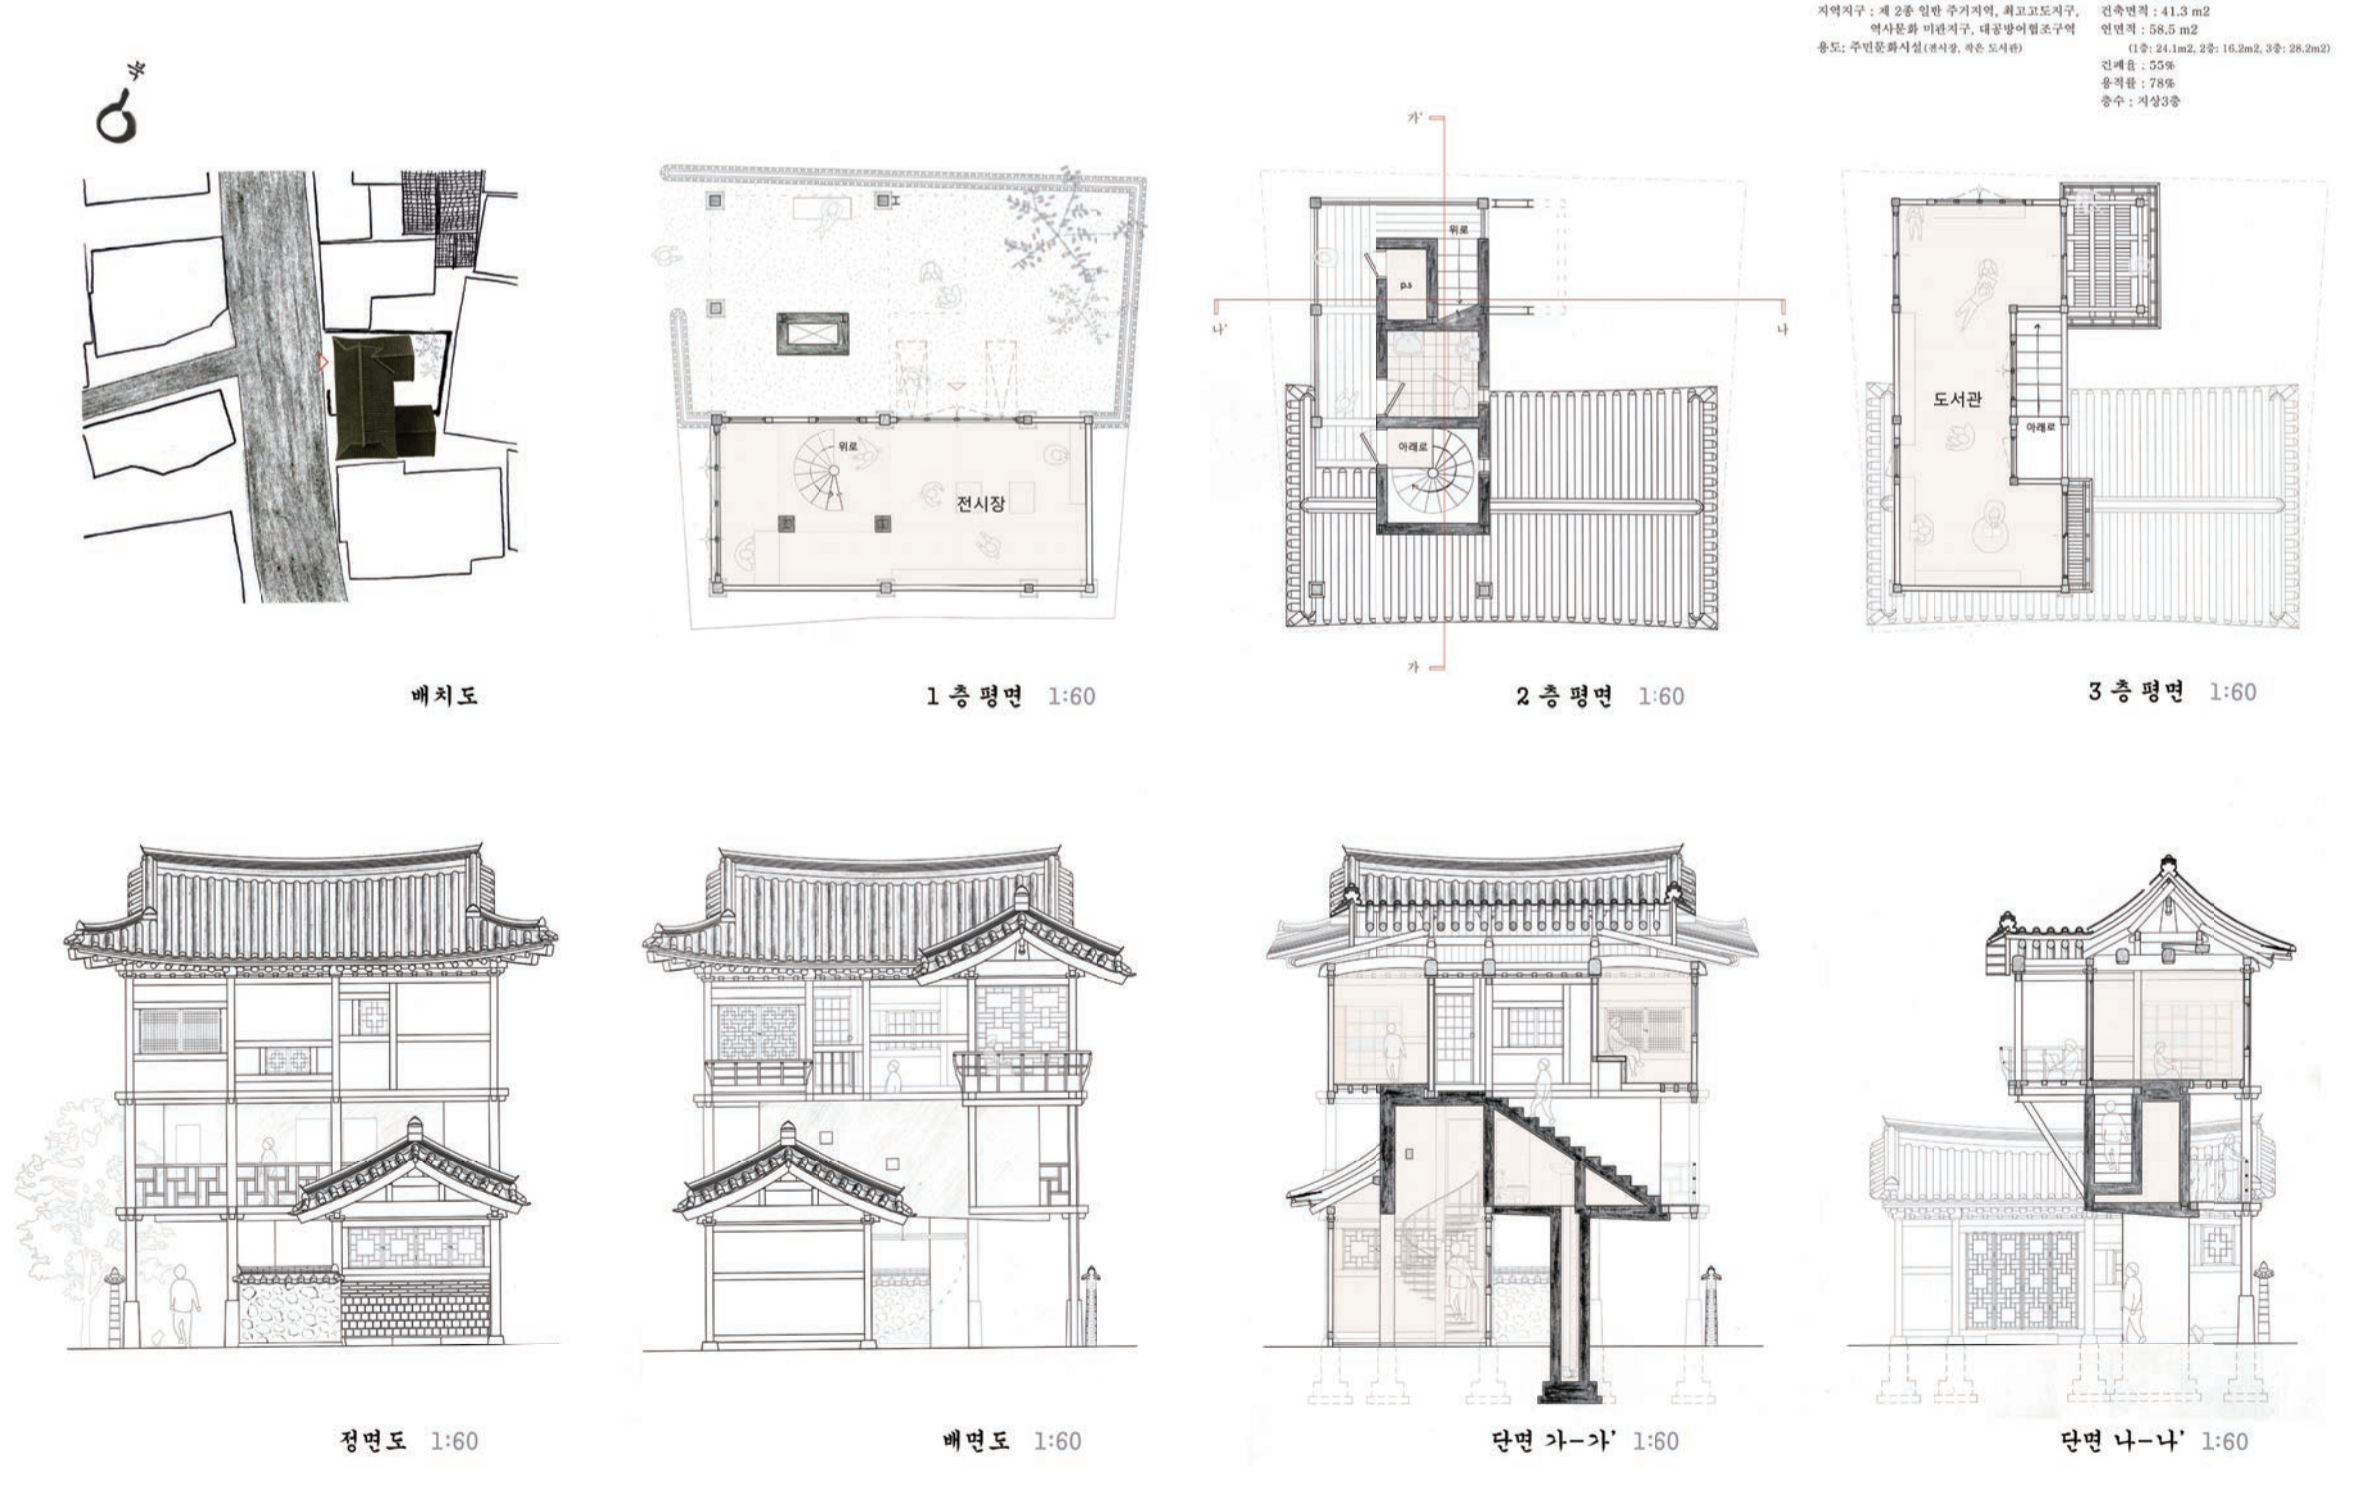 지역지구 : 제 2종 일반 주거지역, 최고고도지구,
역사문화 미관지구, 대공방어협조구역
용도: 주민문화시설(전시장, 작은 도서관)
건축면적 : 41.3 m2
연면적 : 58.5 m2
(1층: 24.1m2, 2층: 16.2m2, 3층: 28.2m2)
건폐율 : 55%
용적률 : 78%
층수 : 지상3층
북
위로
전시장
가'
위로
p.s
나'
나
아래로
가
도서관
아래로
배치도
1층 평면 1:60
2층 평면 1:60
3층 평면 1:60
정면도 1:60
배면도 1:60
단면 가-가' 1:60
단면 나-나' 1:60